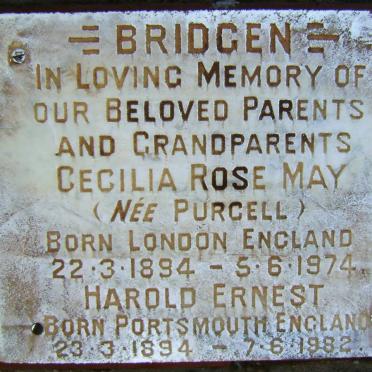 = BRIDGEN =
IN LOVING MEMORY OF
OUR BELOVED PARENTS
AND GRANDPARENTS
CECILIA ROSE MAY
(NÉE PURCELL)
BORN LONDON ENGLAND
22·3·1894 – 5·6·1974
HAROLD ERNEST
BORN PORTSMOUTH ENGLAND
23·3·1894 – 7·6·1982